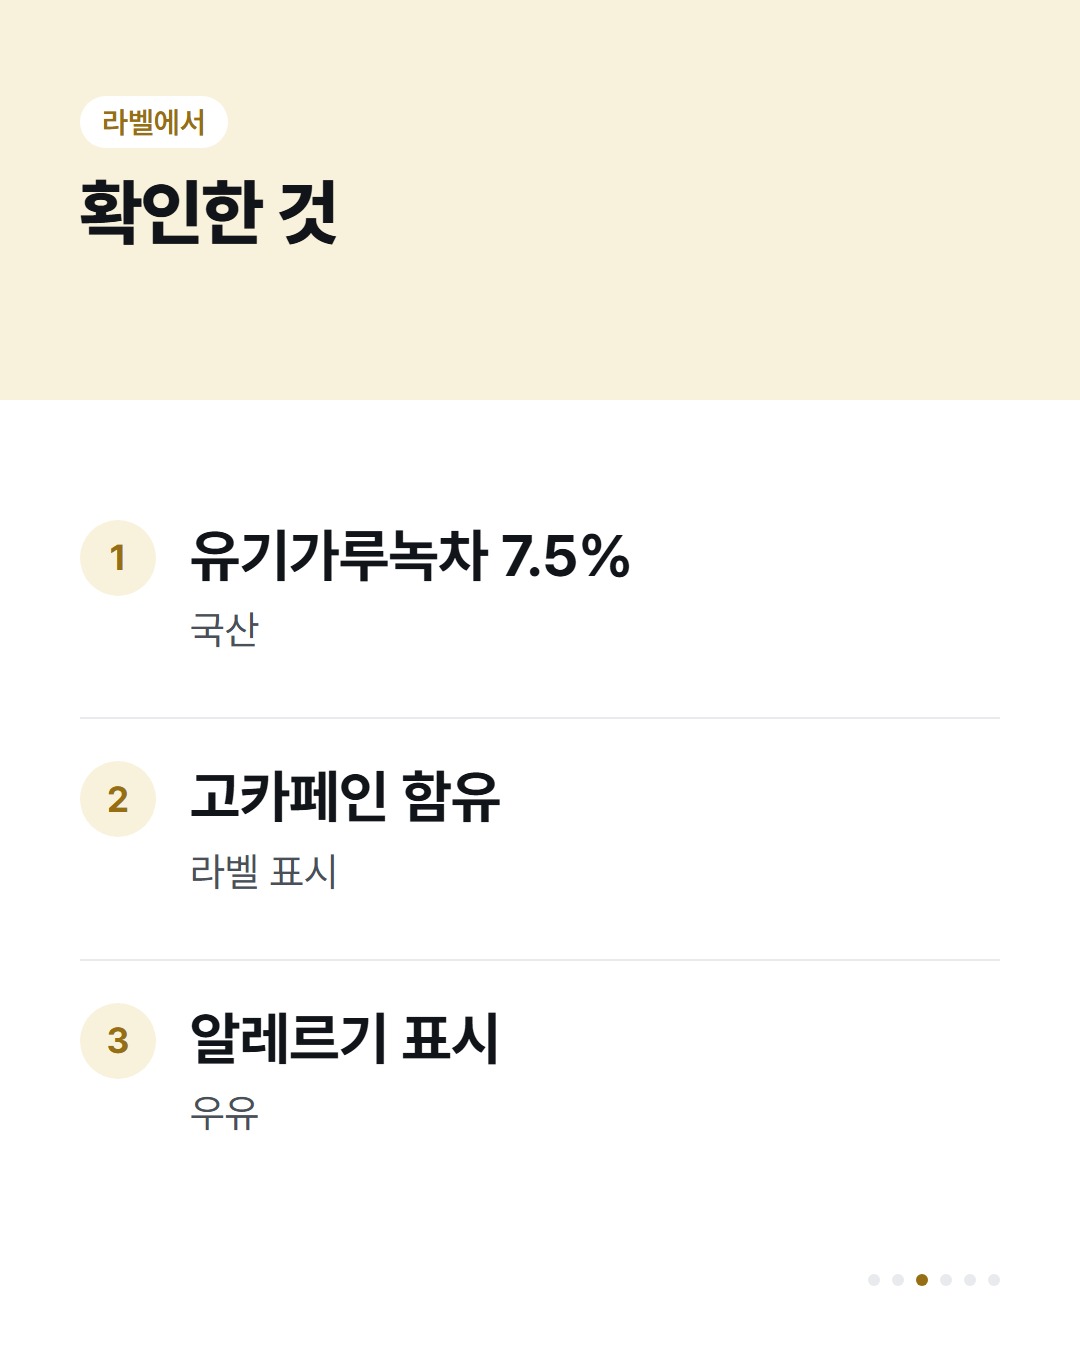 라벨에서
확인한 것
1
유기가루녹차 7.5%
국산
2
고카페인 함유
라벨 표시
3
알레르기 표시
우유